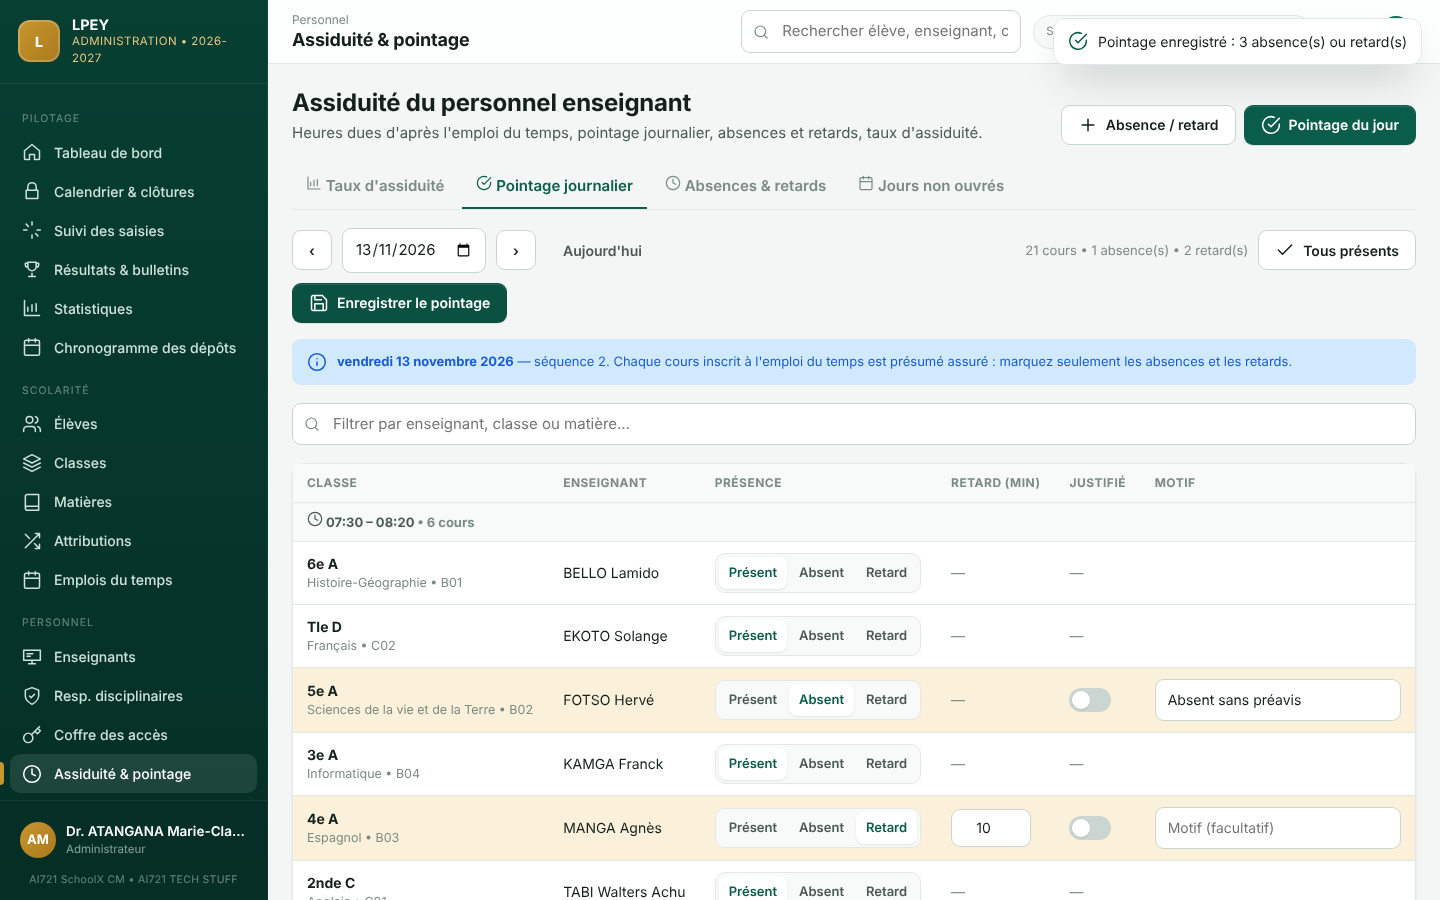 L
LPEY
ADMINISTRATION • 2026-2027
PILOTAGE
Tableau de bord
Calendrier & clôtures
Suivi des saisies
Résultats & bulletins
Statistiques
Chronogramme des dépôts
SCOLARITÉ
Élèves
Classes
Matières
Attributions
Emplois du temps
PERSONNEL
Enseignants
Resp. disciplinaires
Coffre des accès
Assiduité & pointage
AM
Dr. ATANGANA Marie-Cla...
Administrateur
AI721 SchoolX CM • AI721 TECH STUFF
Personnel
Assiduité & pointage
Rechercher élève, enseignant, c
Pointage enregistré : 3 absence(s) ou retard(s)
Assiduité du personnel enseignant
Heures dues d'après l'emploi du temps, pointage journalier, absences et retards, taux d'assiduité.
Absence / retard
Pointage du jour
Taux d'assiduité
Pointage journalier
Absences & retards
Jours non ouvrés
‹
13/11/2026
›
Aujourd'hui
21 cours • 1 absence(s) • 2 retard(s)
Tous présents
Enregistrer le pointage
vendredi 13 novembre 2026 — séquence 2. Chaque cours inscrit à l'emploi du temps est présumé assuré : marquez seulement les absences et les retards.
Filtrer par enseignant, classe ou matière...
CLASSE ENSEIGNANT PRÉSENCE RETARD (MIN) JUSTIFIÉ MOTIF
07:30 – 08:20 • 6 cours
6e A
Histoire-Géographie • B01
BELLO Lamido
Présent Absent Retard
— —
Tle D
Français • C02
EKOTO Solange
Présent Absent Retard
— —
5e A
Sciences de la vie et de la Terre • B02
FOTSO Hervé
Présent Absent Retard
—
Absent sans préavis
3e A
Informatique • B04
KAMGA Franck
Présent Absent Retard
— —
4e A
Espagnol • B03
MANGA Agnès
Présent Absent Retard
10
Motif (facultatif)
2nde C
TABI Walters Achu
Présent Absent Retard
— —